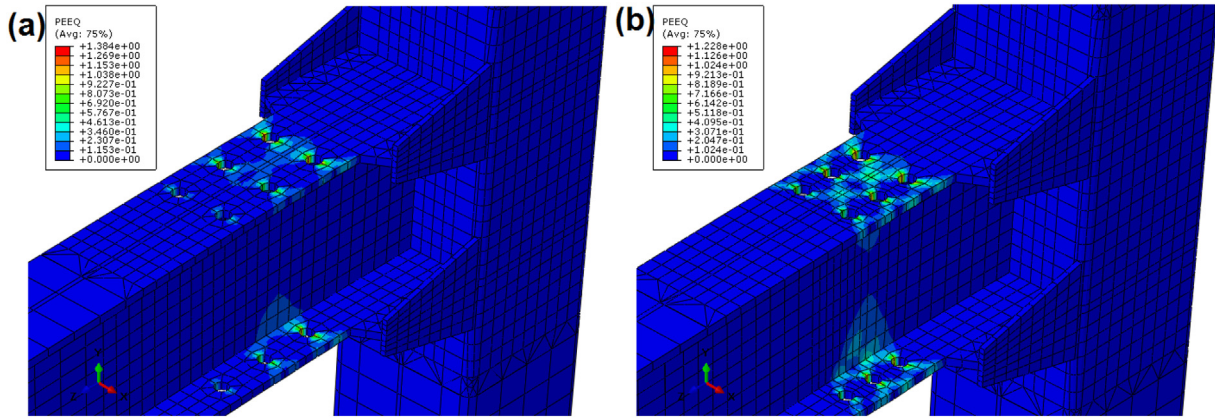 (a)
PEEQ
(Avg: 75%)
+1.384e+00
+1.269e+00
+1.153e+00
+1.038e+00
+9.227e-01
+8.073e-01
+6.920e-01
+5.767e-01
+4.613e-01
+3.460e-01
+2.307e-01
+1.153e-01
+0.000e+00
Y
Z
X
(b)
PEEQ
(Avg: 75%)
+1.228e+00
+1.126e+00
+1.024e+00
+9.213e-01
+8.189e-01
+7.166e-01
+6.142e-01
+5.118e-01
+4.095e-01
+3.071e-01
+2.047e-01
+1.024e-01
+0.000e+00
Y
Z
X